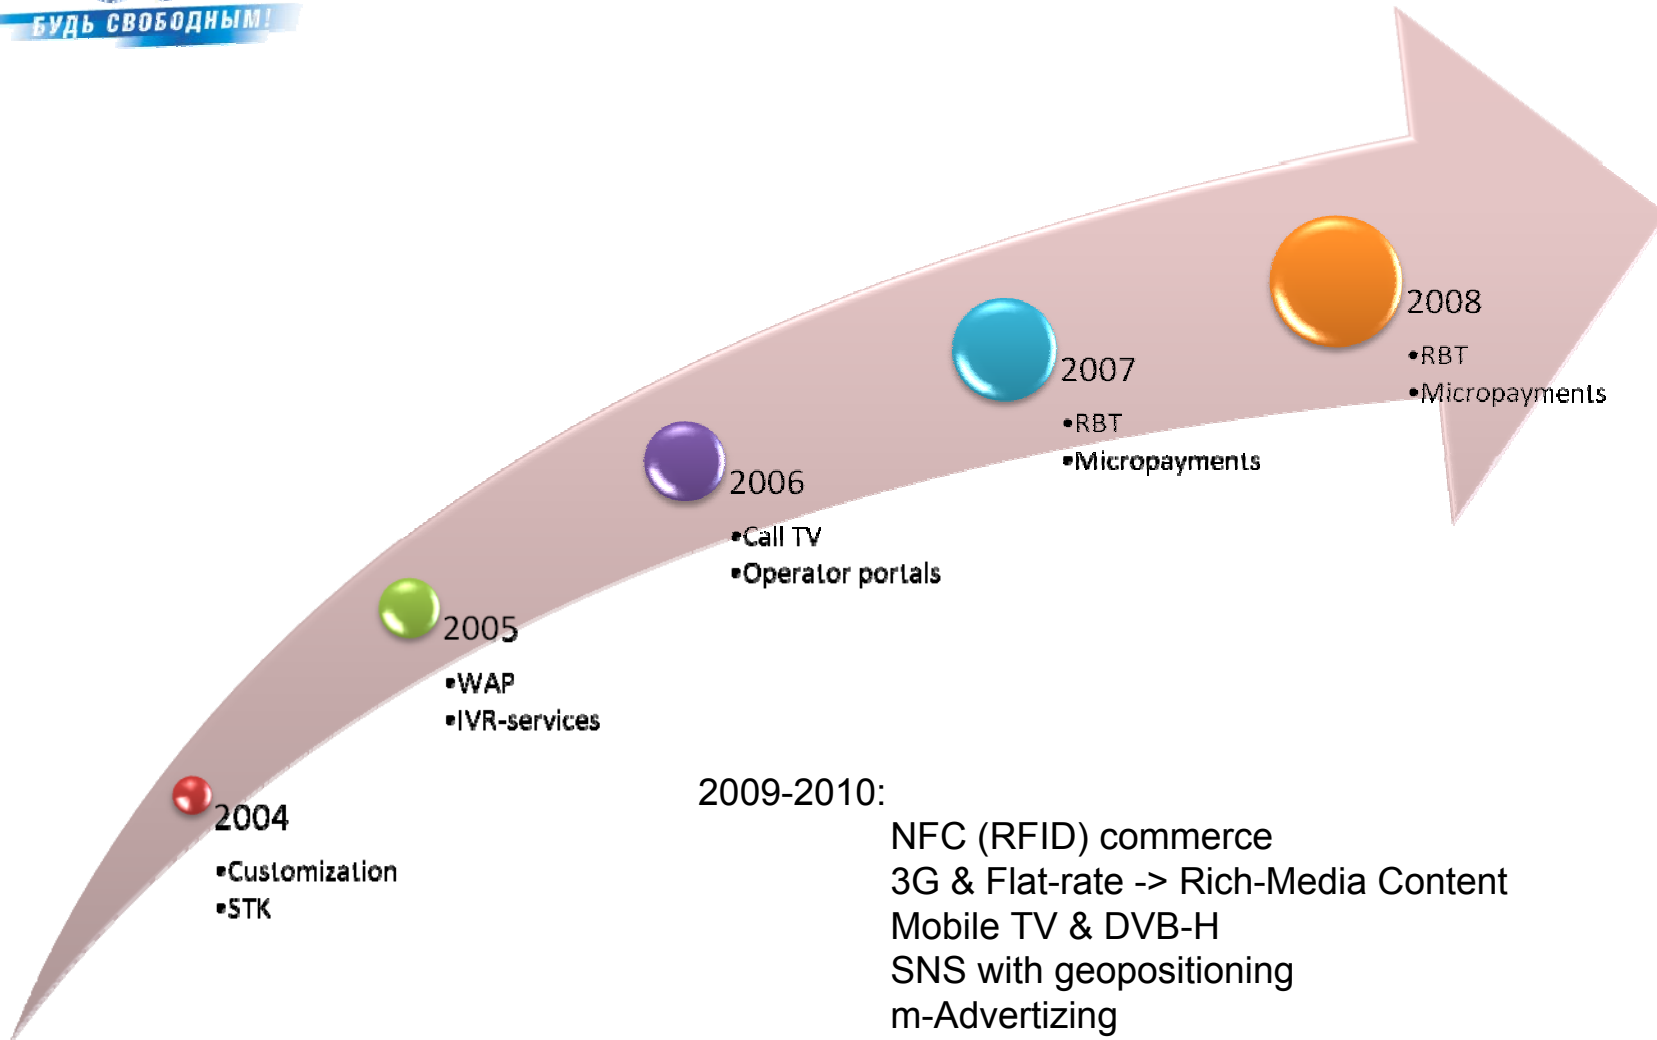 БУДЬ СВОБОДНЫМ!
2008
•RBT
•Micropayments
2007
•RBT
•Micropayments
2006
•Call TV
•Operator portals
2005
•WAP
•IVR-services
2004
•Customization
•STK
2009-2010:
NFC (RFID) commerce
3G & Flat-rate -> Rich-Media Content
Mobile TV & DVB-H
SNS with geopositioning
m-Advertizing